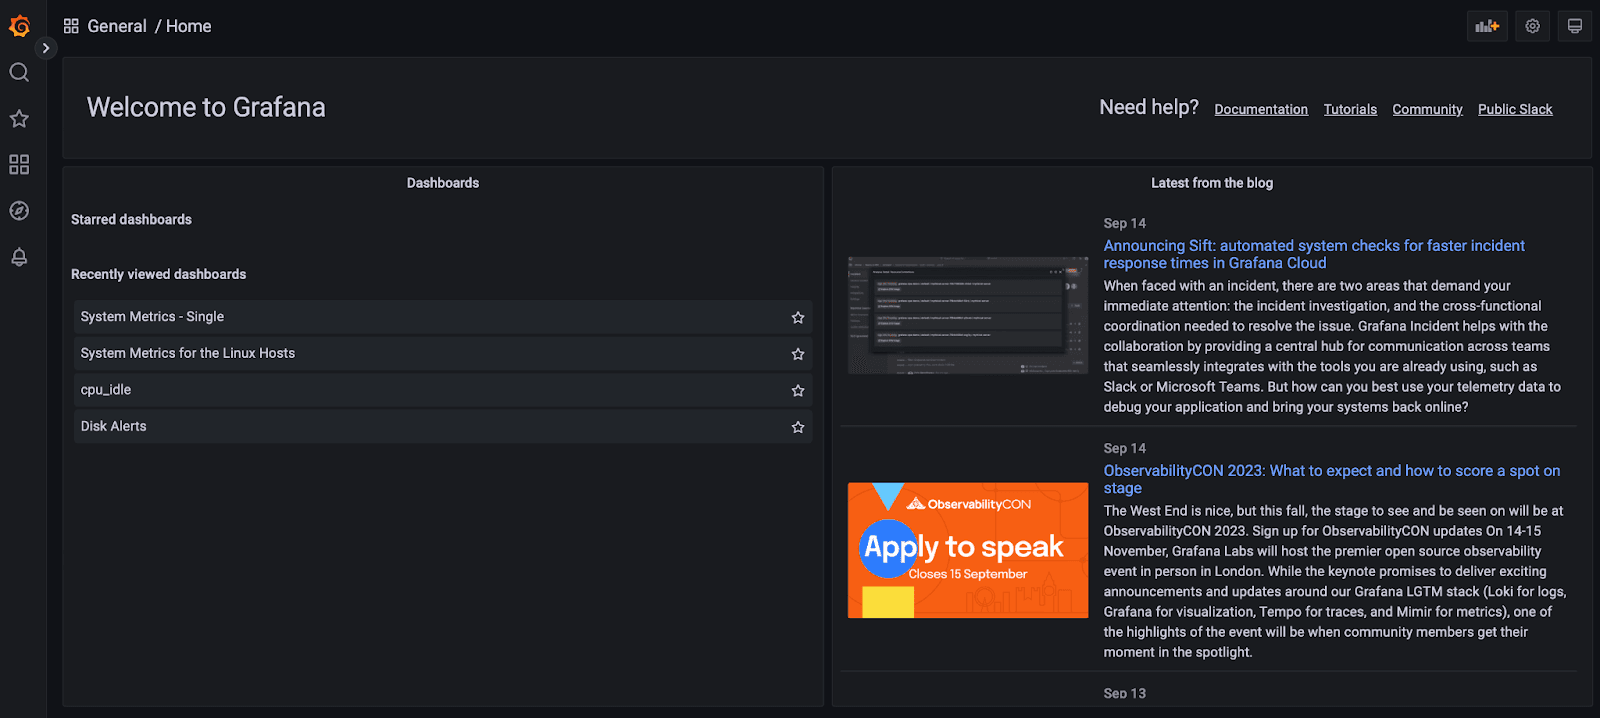 General / Home
Welcome to Grafana
Need help? Documentation Tutorials Community Public Slack
Dashboards
Starred dashboards
Recently viewed dashboards
System Metrics - Single
System Metrics for the Linux Hosts
cpu_idle
Disk Alerts
Latest from the blog
Sep 14
Announcing Sift: automated system checks for faster incident
response times in Grafana Cloud
When faced with an incident, there are two areas that demand your
immediate attention: the incident investigation, and the cross-functional
coordination needed to resolve the issue. Grafana Incident helps with the
collaboration by providing a central hub for communication across teams
that seamlessly integrates with the tools you are already using, such as
Slack or Microsoft Teams. But how can you best use your telemetry data to
debug your application and bring your systems back online?
Sep 14
ObservabilityCON 2023: What to expect and how to score a spot on
stage
ObservabilityCON
Apply to speak
Closes 15 September
The West End is nice, but this fall, the stage to see and be seen on will be at
ObservabilityCON 2023. Sign up for ObservabilityCON updates On 14-15
November, Grafana Labs will host the premier open source observability
event in person in London. While the keynote promises to deliver exciting
announcements and updates around our Grafana LGTM stack (Loki for logs,
Grafana for visualization, Tempo for traces, and Mimir for metrics), one of
the highlights of the event will be when community members get their
moment in the spotlight.
Sep 13